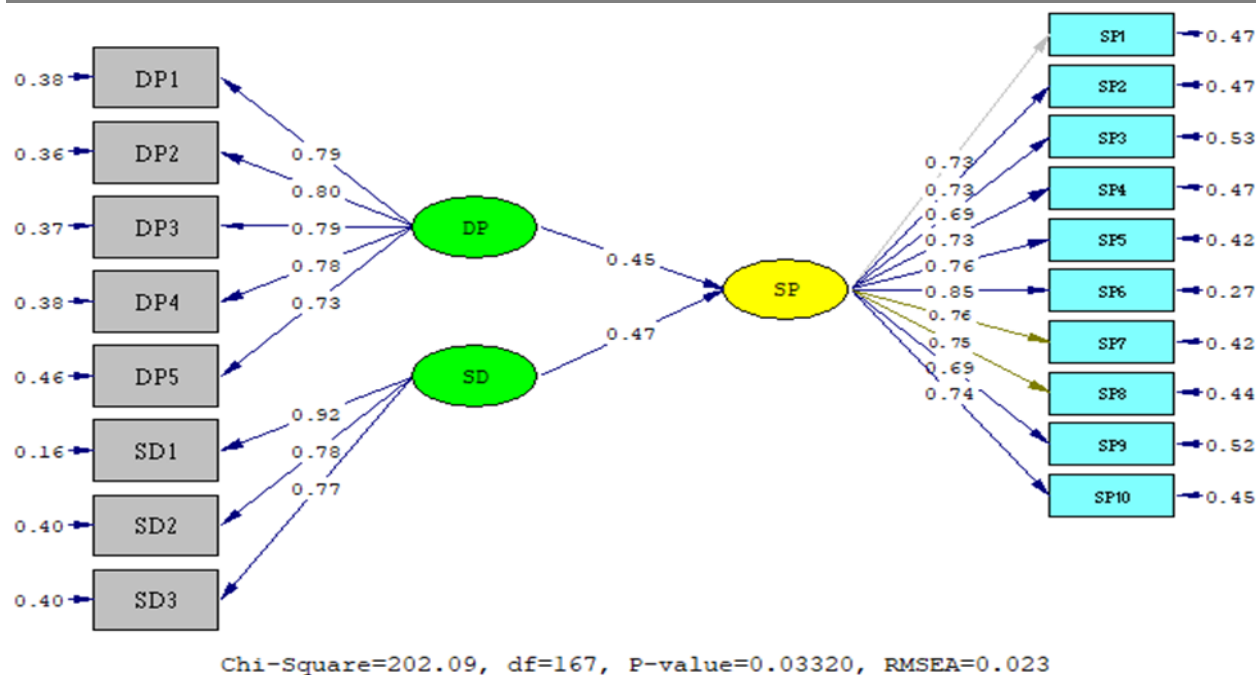 0.38 DP1
0.36 DP2
0.37 DP3
0.38 DP4
0.46 DP5
0.16 SD1
0.40 SD2
0.40 SD3
0.79
0.80
0.79
0.78
0.73
0.92
0.78
0.77
DP
SD
0.45
0.47
SP
0.73
0.73
0.69
0.73
0.76
0.85
0.76
0.75
0.69
0.74
SP1 0.47
SP2 0.47
SP3 0.53
SP4 0.47
SP5 0.42
SP6 0.27
SP7 0.42
SP8 0.44
SP9 0.52
SP10 0.45
Chi-Square=202.09, df=167, P-value=0.03320, RMSEA=0.023